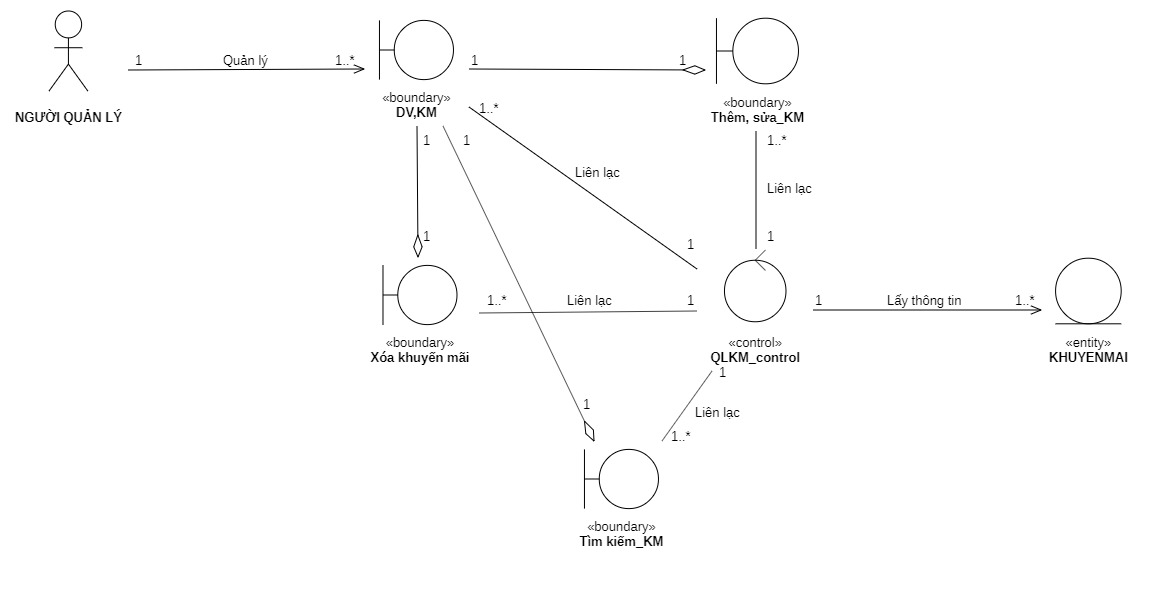 1
Quản lý
1..*
1
1
NGƯỜI QUẢN LÝ
«boundary»
DV,KM
«boundary»
Thêm, sửa_KM
1..*
1
1
1..*
Liên lạc
Liên lạc
1
1
1
1..*
Liên lạc
1
1
Lấy thông tin
1..*
«boundary»
Xóa khuyến mãi
«control»
QLKM_control
«entity»
KHUYENMAI
1
1
Liên lạc
1..*
«boundary»
Tìm kiếm_KM